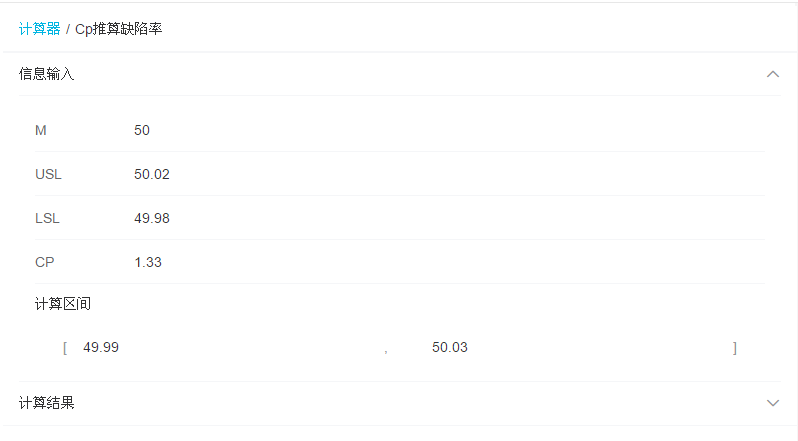 计算器 / Cp推算缺陷率
信息输入
M 50
USL 50.02
LSL 49.98
CP 1.33
计算区间
[ 49.99 , 50.03 ]
计算结果